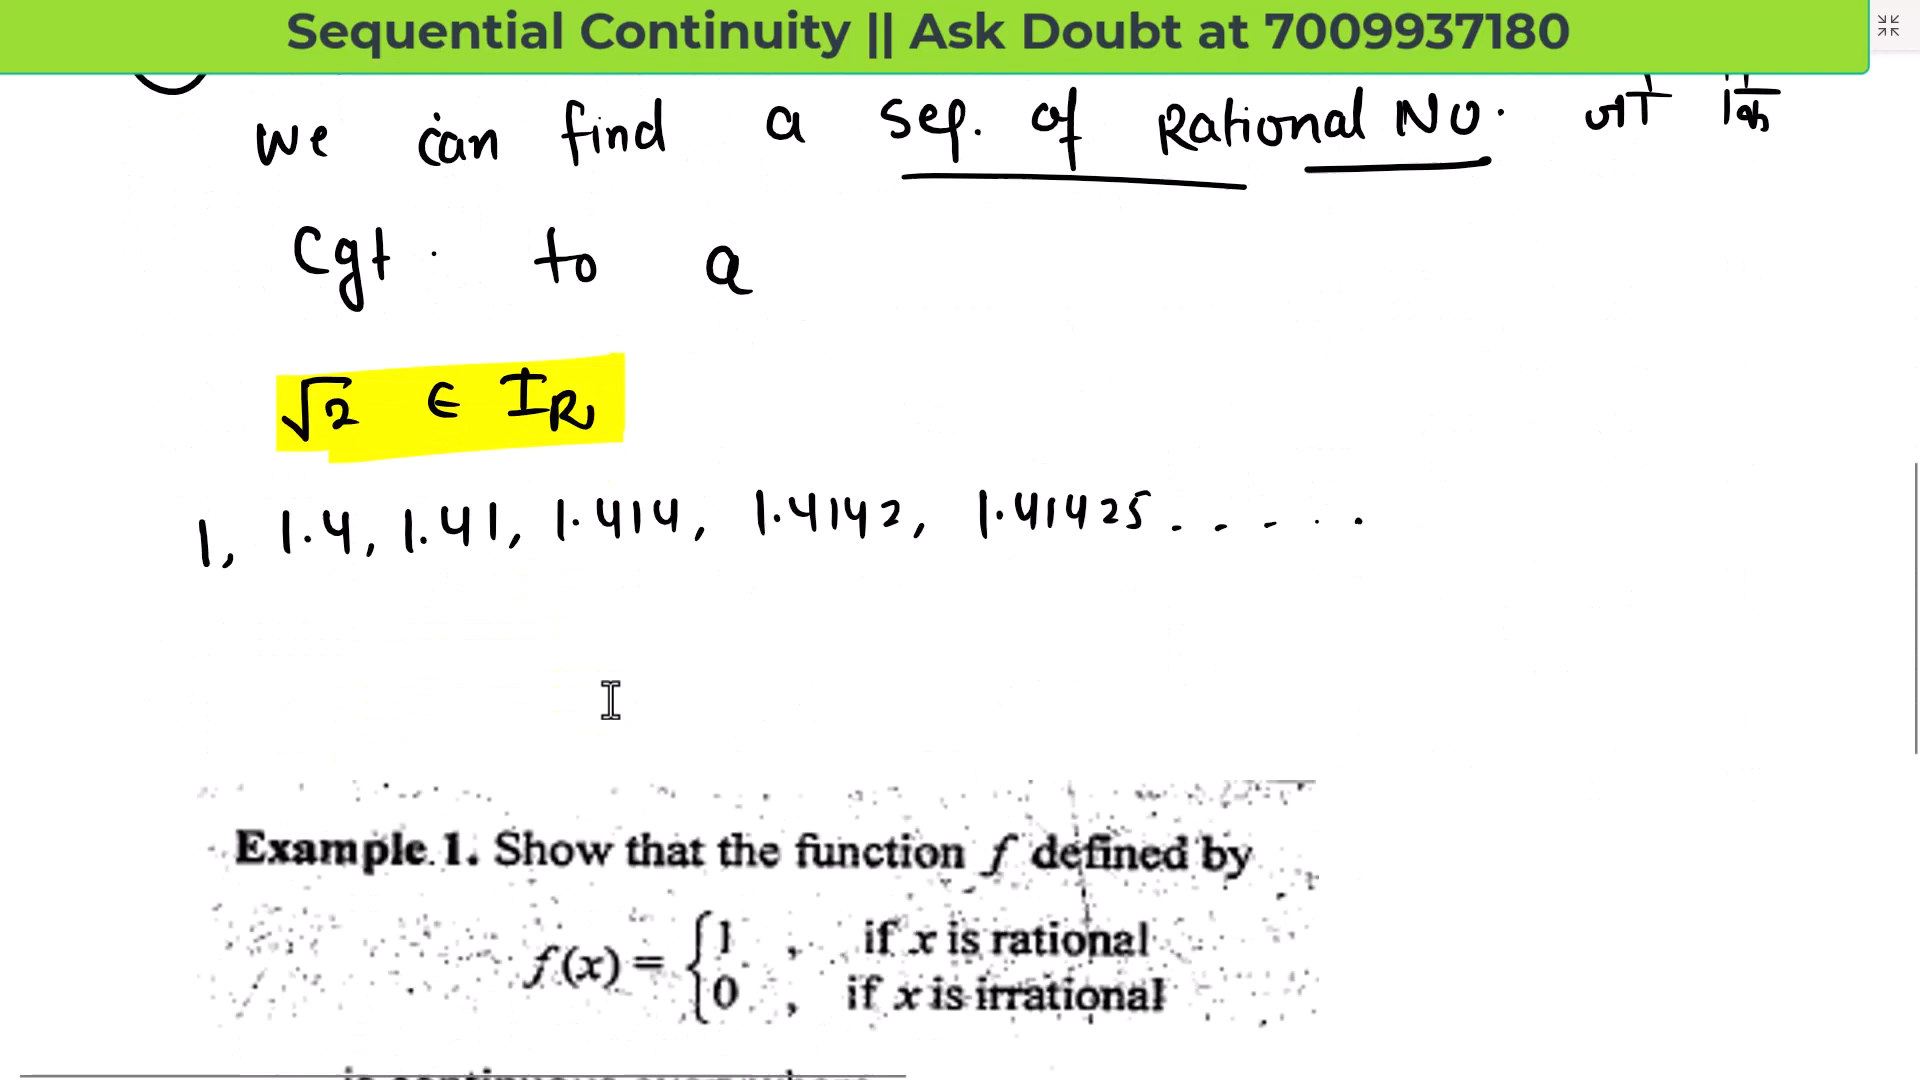 Sequential Continuity || Ask Doubt at 7009937180
we can find a seq. of Rational No.
Cgt. to a
√2 ∈ IR
1, 1.4, 1.41, 1.414, 1.4142, 1.41425 . . . . .
Example 1. Show that the function f defined by
f(x) = { 1 , if x is rational
0 , if x is irrational